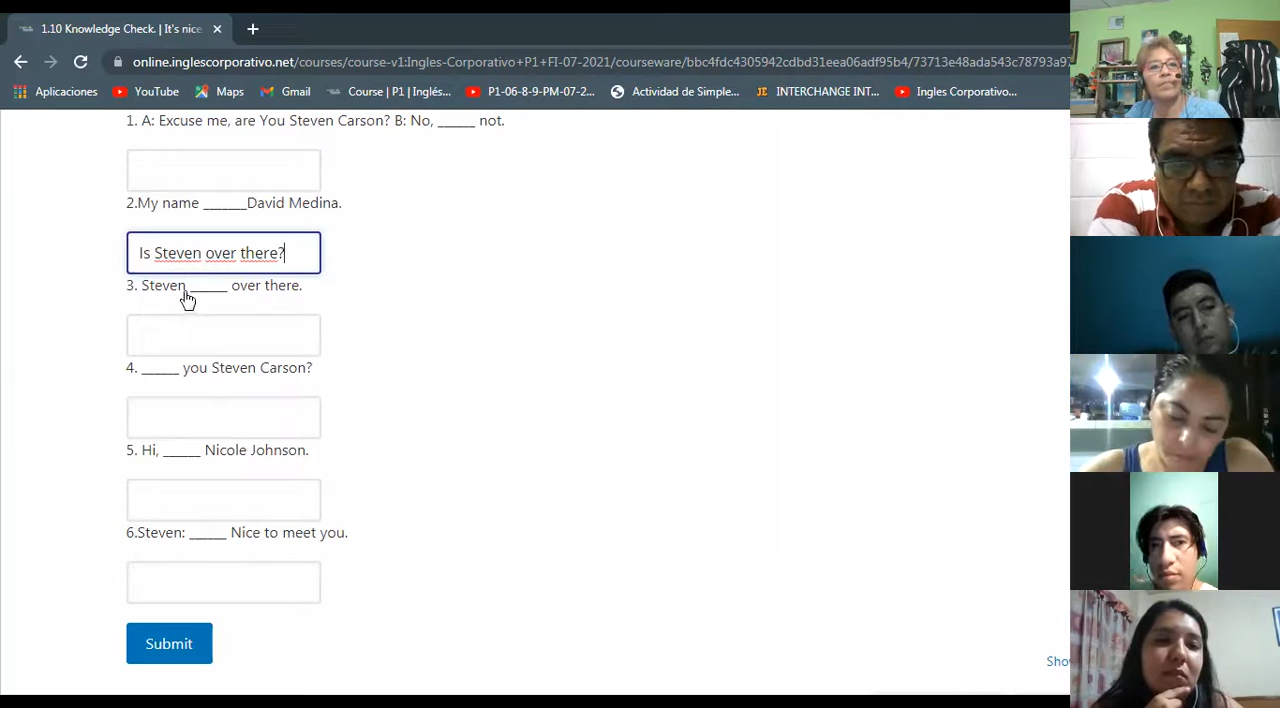 1.10 Knowledge Check. | It's nice
online.inglescorporativo.net/courses/course-v1:Ingles-Corporativo+P1+FI-07-2021/courseware/bbc4fdc4305942cdbd31eea06adf95b4/73713e48ada543c78793a97
Aplicaciones YouTube Maps Gmail Course | P1 | Inglés... P1-06-8-9-PM-07-2... Actividad de Simple... INTERCHANGE INT... Ingles Corporativo...
1. A: Excuse me, are You Steven Carson? B; No, _____ not.
2.My name ______David Medina.
Is Steven over there?
3. Steven _____ over there.
4. _____ you Steven Carson?
5. Hi, _____ Nicole Johnson.
6.Steven: _____ Nice to meet you.
Submit
Sho